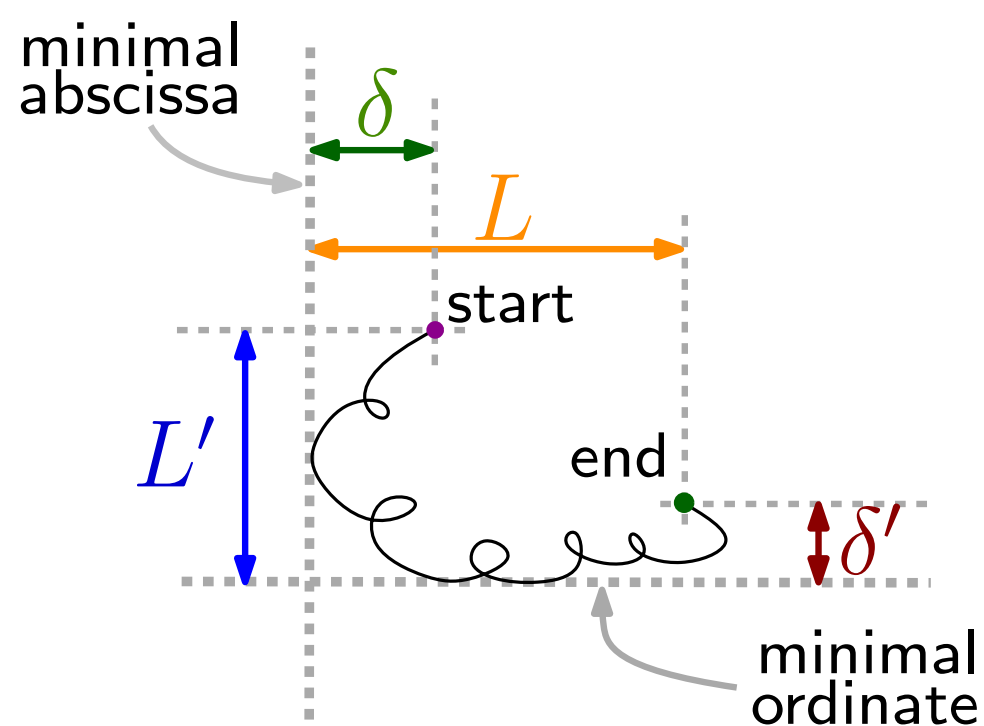 minimal
abscissa
δ
L
start
L′
end
δ′
minimal
ordinate